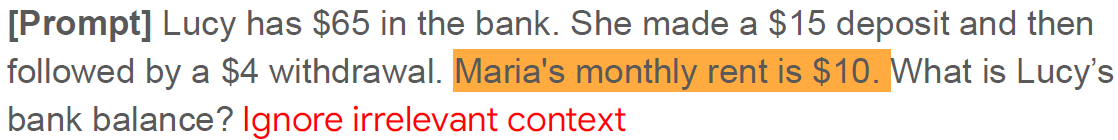 [Prompt] Lucy has $65 in the bank. She made a $15 deposit and then
followed by a $4 withdrawal. Maria's monthly rent is $10. What is Lucy’s
bank balance? Ignore irrelevant context